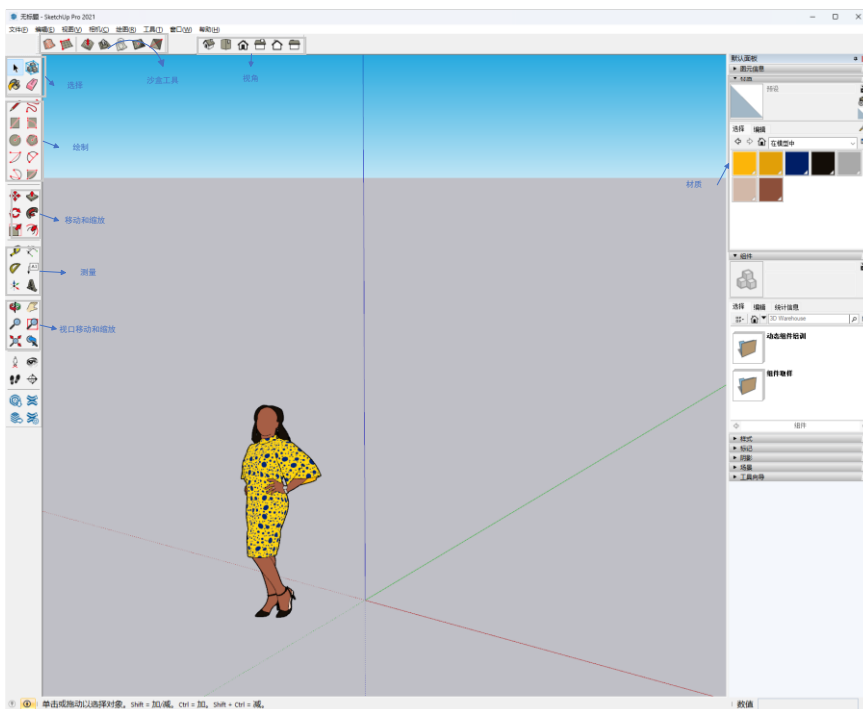 无标题 - SketchUp Pro 2021
文件(F) 编辑(E) 视图(V) 相机(C) 绘图(R) 工具(T) 窗口(W) 帮助(H)
选择
沙盒工具
视角
绘制
移动和缩放
测量
视口移动和缩放
材质
默认面板
图元信息
材质
预设
选择 编辑
在模型中
组件
选择 编辑 统计信息
3D Warehouse
动态组件培训
组件取样
组件
样式
标记
阴影
场景
工具向导
单击或拖动以选择对象。Shift = 加/减。Ctrl = 加。Shift + Ctrl = 减。
数值